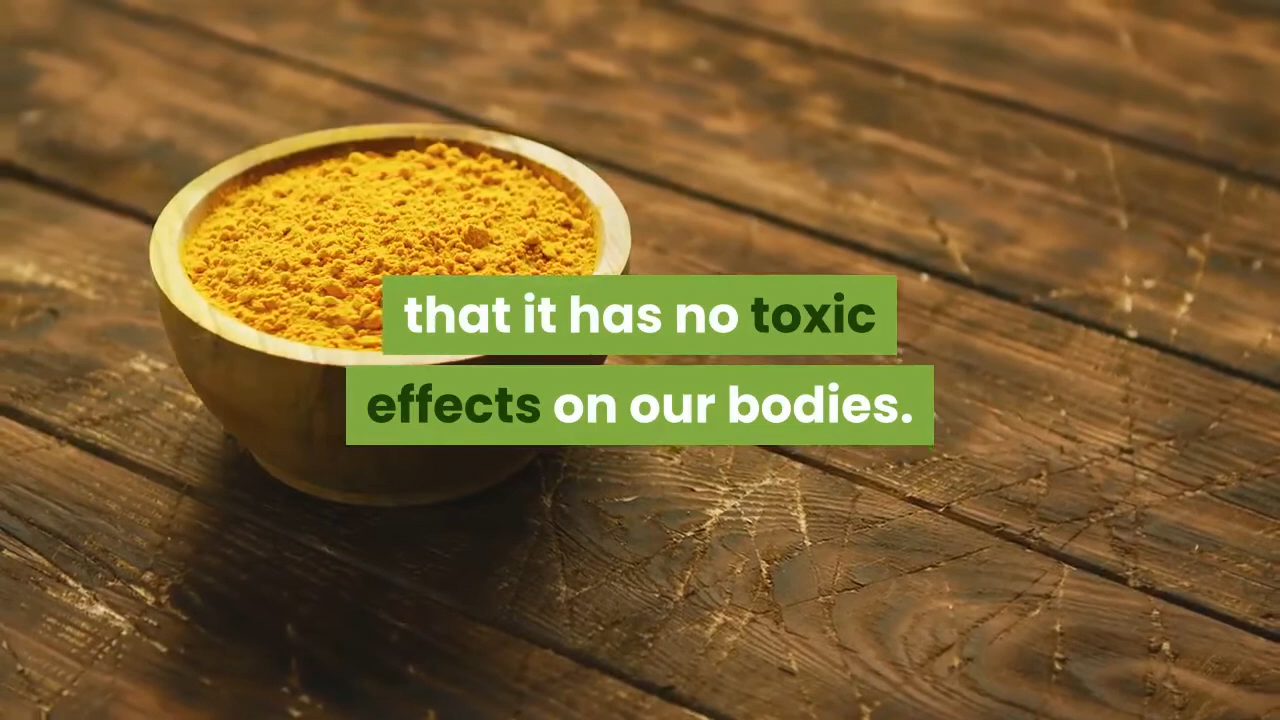 that it has no toxic
effects on our bodies.